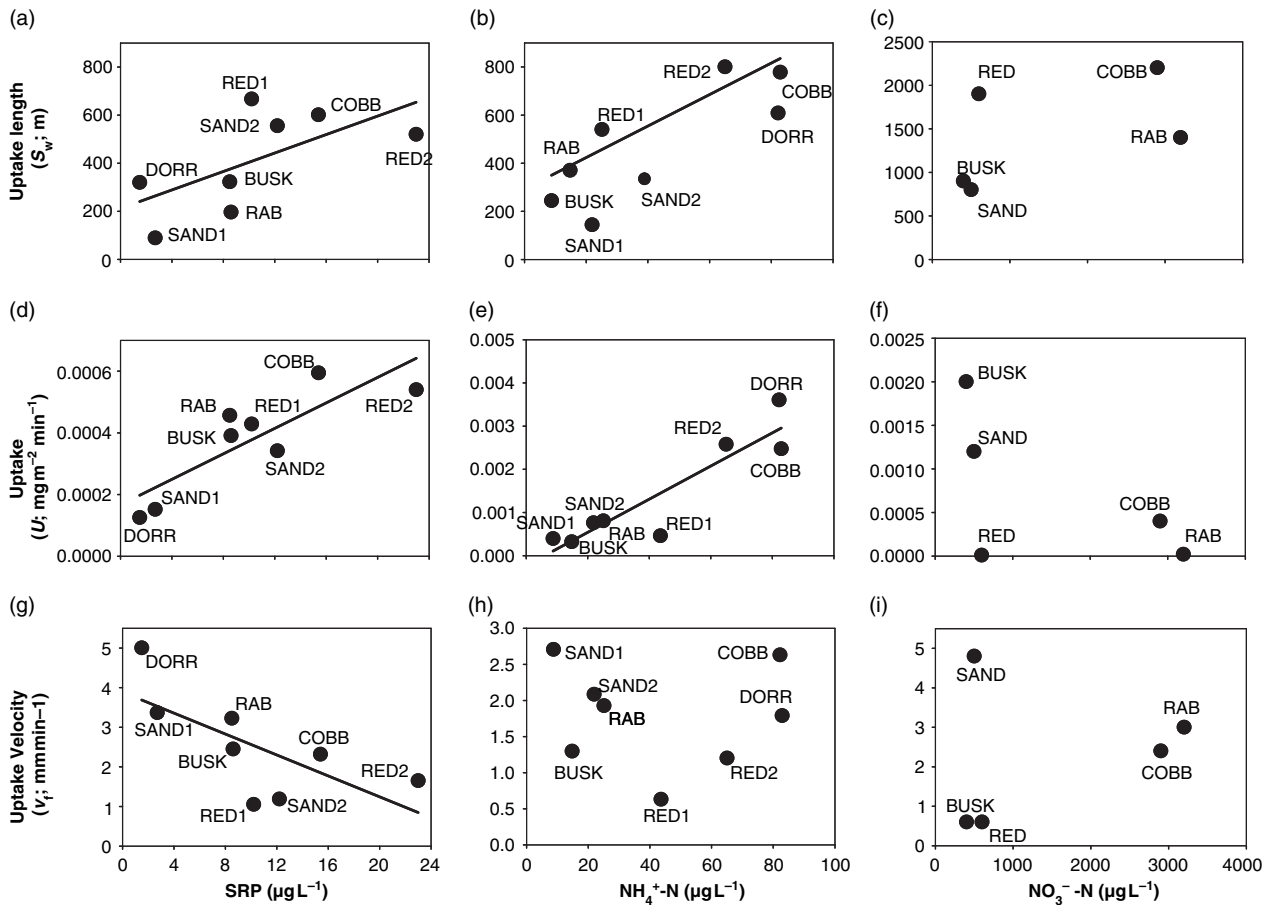 (a)
(b)
(c)
Uptake length
(Sw; m)
800
600
400
200
0
RED1
COBB
SAND2
RED2
DORR
BUSK
RAB
SAND1
800
600
400
200
0
RED2
COBB
DORR
RED1
RAB
SAND2
BUSK
SAND1
2500
2000
1500
1000
500
0
RED
COBB
RAB
BUSK
SAND
(d)
(e)
(f)
Uptake
(U; mg m⁻² min⁻¹)
0.0006
0.0004
0.0002
0.0000
COBB
RAB
RED1
RED2
BUSK
SAND2
SAND1
DORR
0.005
0.004
0.003
0.002
0.001
0.000
DORR
RED2
COBB
SAND2
SAND1
RED1
RAB
BUSK
0.0025
0.0020
0.0015
0.0010
0.0005
0.0000
BUSK
SAND
COBB
RED
RAB
(g)
(h)
(i)
Uptake Velocity
(vf; mmmin–1)
5
4
3
2
1
0
DORR
RAB
SAND1
COBB
BUSK
RED2
RED1
SAND2
0
4
8
12
16
20
24
SRP (µg L⁻¹)
3.0
2.5
2.0
1.5
1.0
0.5
0.0
SAND1
COBB
SAND2
DORR
RAB
BUSK
RED2
RED1
0
20
40
60
80
100
NH₄⁺-N (µg L⁻¹)
5
4
3
2
1
0
SAND
RAB
COBB
BUSK
RED
0
1000
2000
3000
4000
NO₃⁻ -N (µg L⁻¹)